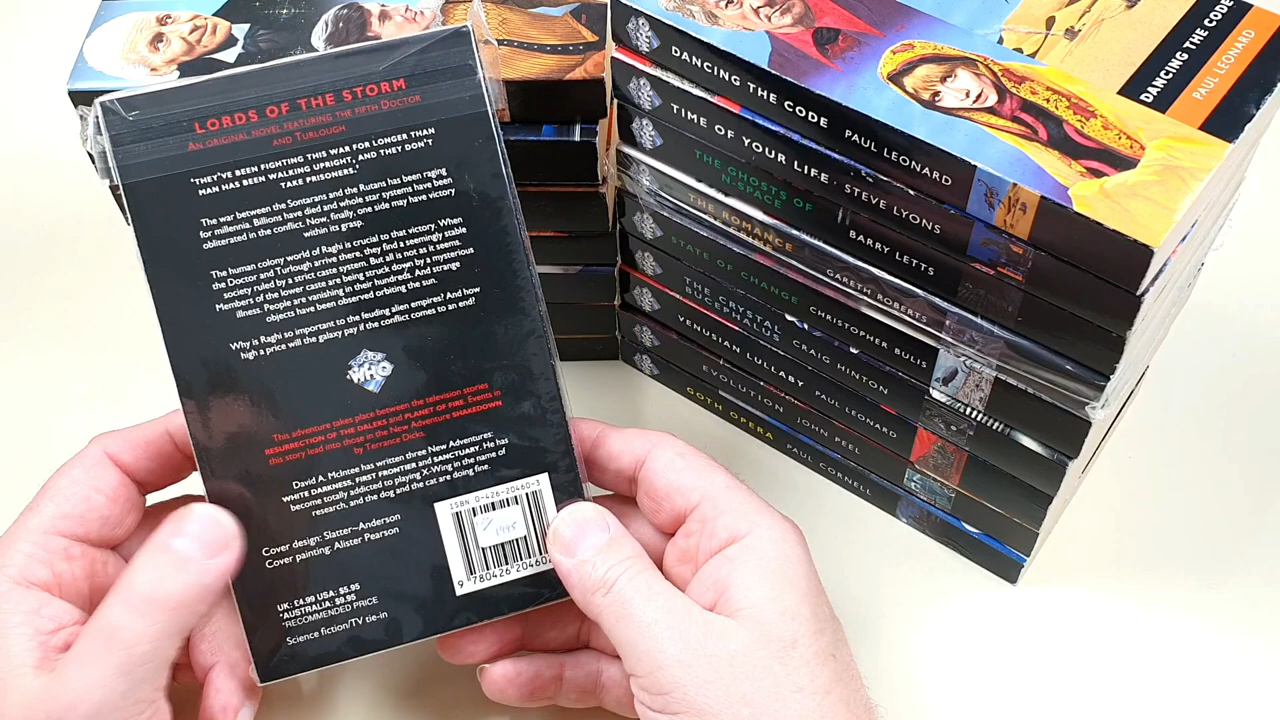 LORDS OF THE STORM
AN ORIGINAL NOVEL FEATURING THE FIFTH DOCTOR
AND TURLOUGH
'THEY'VE BEEN FIGHTING THIS WAR FOR LONGER THAN
MAN HAS BEEN WALKING UPRIGHT, AND THEY DON'T
TAKE PRISONERS.'
The war between the Sontarans and the Rutans has been raging
for millennia. Billions have died and whole star systems have been
obliterated in the conflict. Now, finally, one side may have victory
within its grasp.
The human colony world of Raghi is crucial to that victory. When
the Doctor and Turlough arrive there, they find a seemingly stable
society ruled by a strict caste system. But all is not as it seems.
Members of the lower caste are being struck down by a mysterious
illness. People are vanishing in their hundreds. And strange
objects have been observed orbiting the sun.
Why is Raghi so important to the feuding alien empires? And how
high a price will the galaxy pay if the conflict comes to an end?
DOCTOR
WHO
This adventure takes place between the television stories
RESURRECTION OF THE DALEKS and PLANET OF FIRE. Events in
this story lead into those in the New Adventure SHAKEDOWN
by Terrance Dicks.
David A. McIntee has written three New Adventures:
WHITE DARKNESS, FIRST FRONTIER and SANCTUARY. He has
become totally addicted to playing X-Wing in the name of
research, and the dog and the cat are doing fine.
Cover design: Slatter~Anderson
Cover painting: Alister Pearson
ISBN 0-426-20460-3
1995
9 780426 204602
UK: £4.99 USA: $5.95
*AUSTRALIA: $9.95
*RECOMMENDED PRICE
Science fiction/TV tie-in
DANCING THE CODE
PAUL LEONARD
DANCING THE CODE PAUL LEONARD
TIME OF YOUR LIFE · STEVE LYONS
THE GHOSTS OF
N-SPACE BARRY LETTS
THE ROMANCE
OF CRIME GARETH ROBERTS
STATE OF CHANGE CHRISTOPHER BULIS
THE CRYSTAL
BUCEPHALUS CRAIG HINTON
VENUSIAN LULLABY PAUL LEONARD
EVOLUTION JOHN PEEL
GOTH OPERA PAUL CORNELL